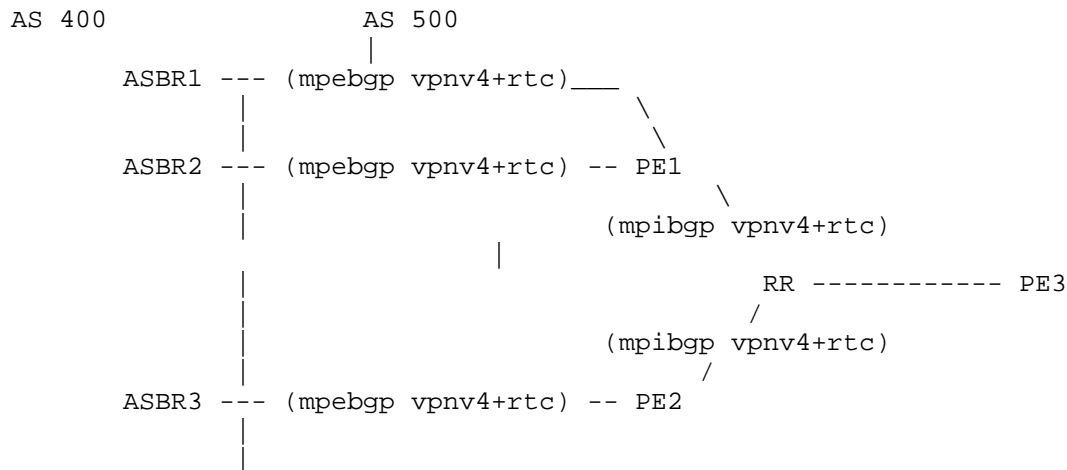 AS 400 AS 500
ASBR1 --- (mpebgp vpnv4+rtc)___
ASBR2 --- (mpebgp vpnv4+rtc) -- PE1
(mpibgp vpnv4+rtc)
RR ------------ PE3
(mpibgp vpnv4+rtc)
ASBR3 --- (mpebgp vpnv4+rtc) -- PE2